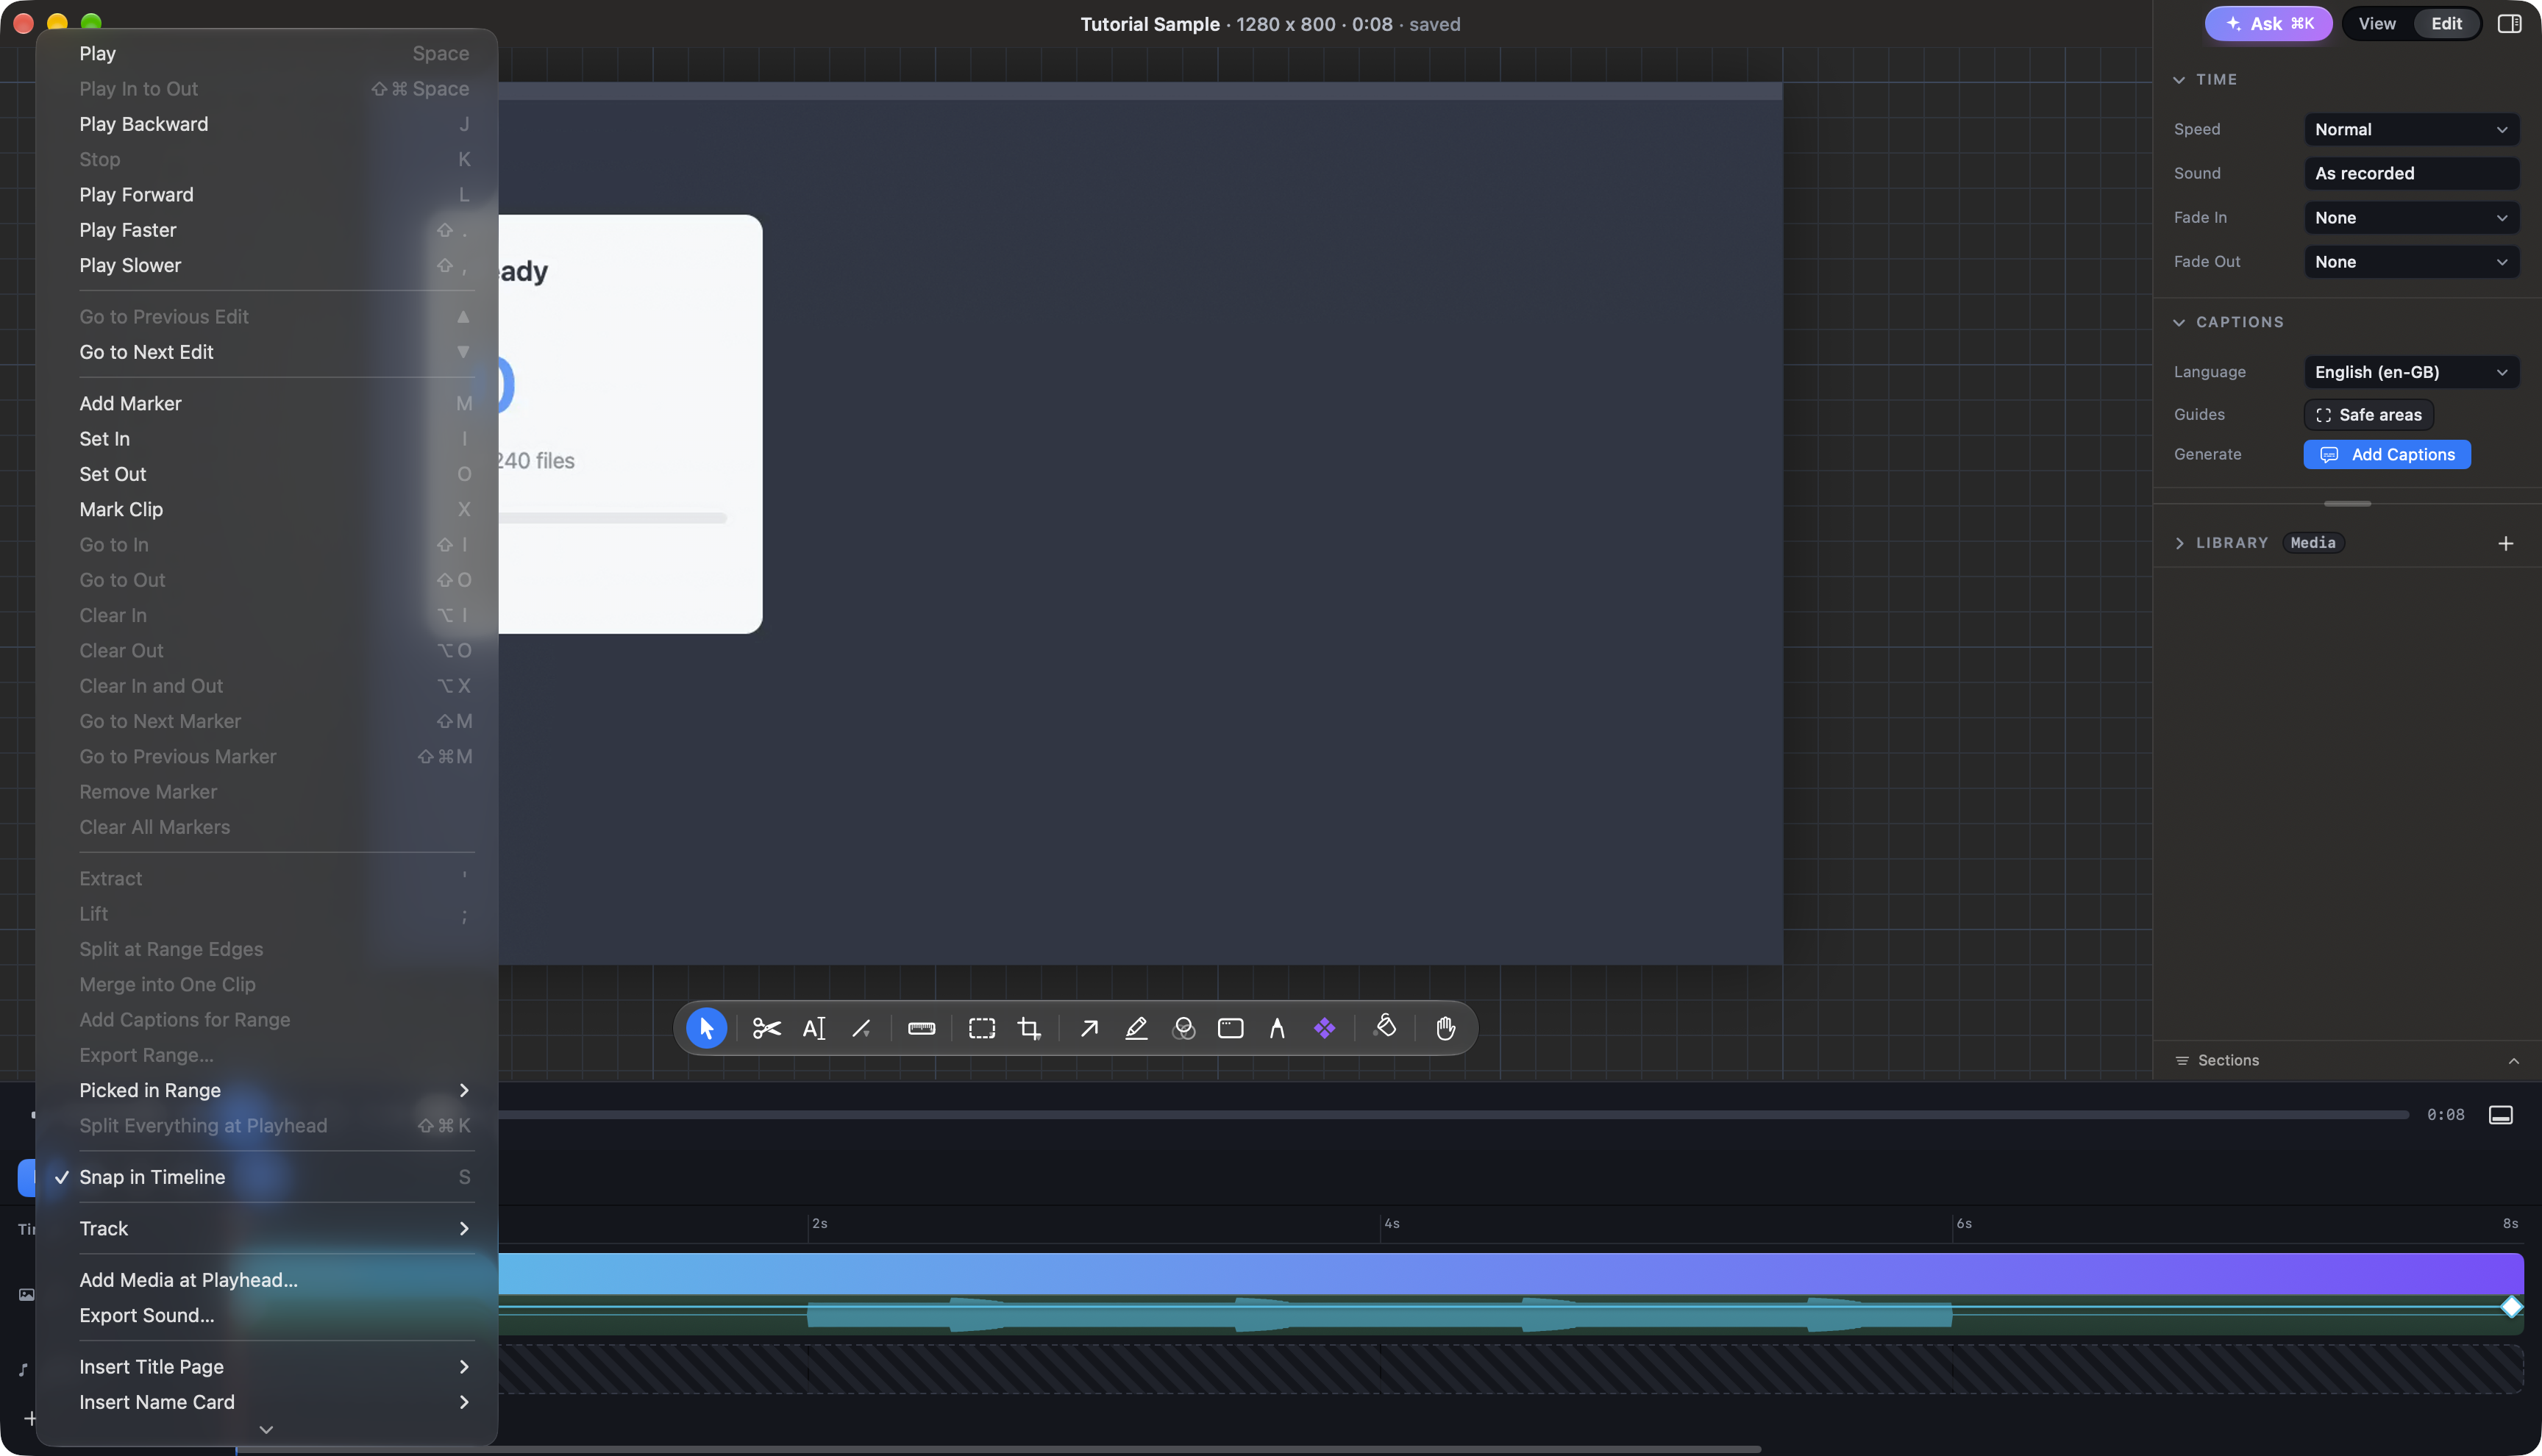 Tutorial Sample · 1280 x 800 · 0:08 · saved
Ask ⌘K
View
Edit
Play Space
Play In to Out ⇧⌘Space
Play Backward J
Stop K
Play Forward L
Play Faster ⇧ .
Play Slower ⇧ ,
Go to Previous Edit ▲
Go to Next Edit ▼
Add Marker M
Set In I
Set Out O
Mark Clip X
Go to In ⇧ I
Go to Out ⇧ O
Clear In ⌥ I
Clear Out ⌥ O
Clear In and Out ⌥ X
Go to Next Marker ⇧ M
Go to Previous Marker ⇧⌘M
Remove Marker
Clear All Markers
Extract '
Lift ;
Split at Range Edges
Merge into One Clip
Add Captions for Range
Export Range...
Picked in Range
Split Everything at Playhead ⇧⌘K
Snap in Timeline S
Track
Add Media at Playhead...
Export Sound...
Insert Title Page
Insert Name Card
ady
240 files
TIME
Speed Normal
Sound As recorded
Fade In None
Fade Out None
CAPTIONS
Language English (en-GB)
Guides Safe areas
Generate Add Captions
LIBRARY Media
Sections
0:08
2s 4s 6s 8s